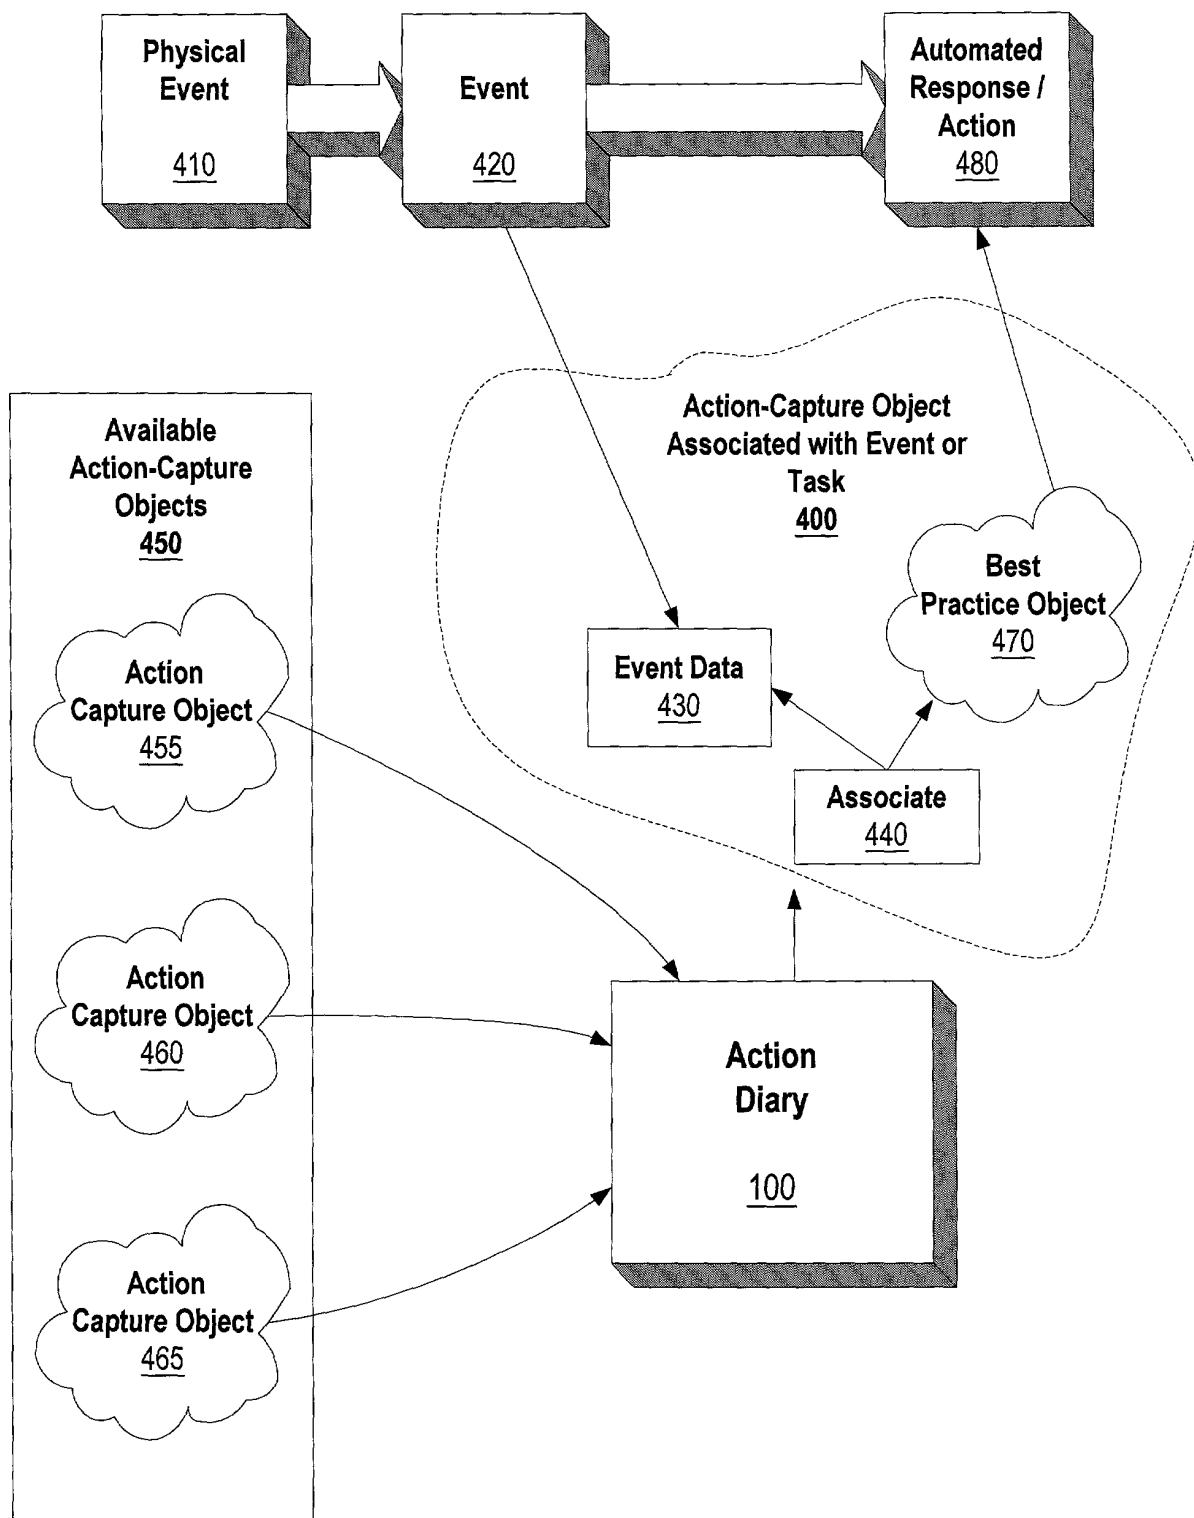 Physical
Event
410
Event
420
Automated
Response /
Action
480
Action-Capture Object
Associated with Event or
Task
400
Available
Action-Capture
Objects
450
Best
Practice Object
470
Event Data
430
Associate
440
Action
Capture Object
455
Action
Capture Object
460
Action
Diary
100
Action
Capture Object
465